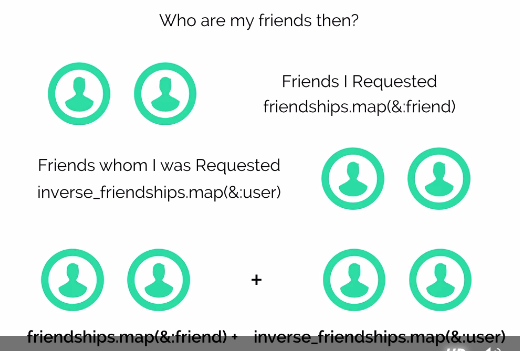 Who are my friends then?
Friends I Requested
friendships.map(&:friend)
Friends whom I was Requested
inverse_friendships.map(&:user)
+
friendships.map(&:friend) + inverse_friendships.map(&:user)